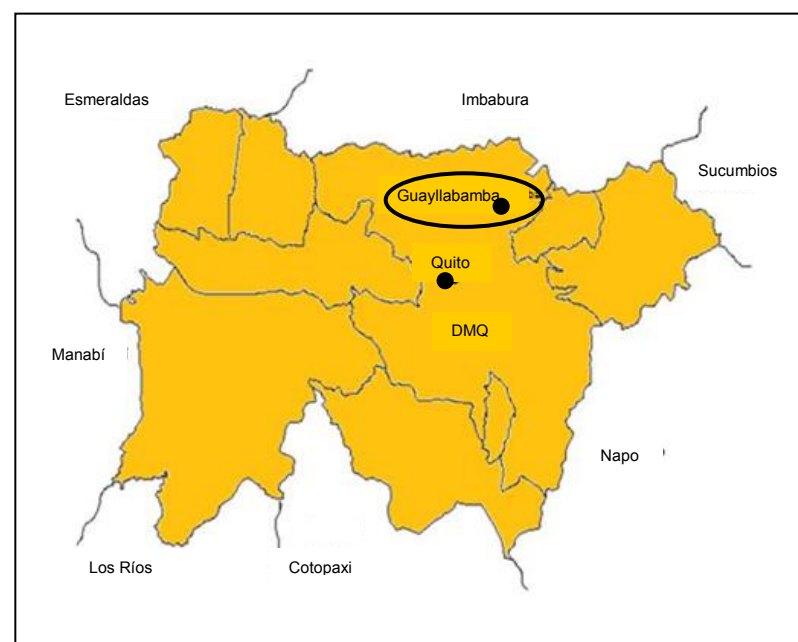 Esmeraldas
Imbabura
Sucumbios
Guayllabamba
Quito
DMQ
Manabí
Napo
Los Ríos
Cotopaxi